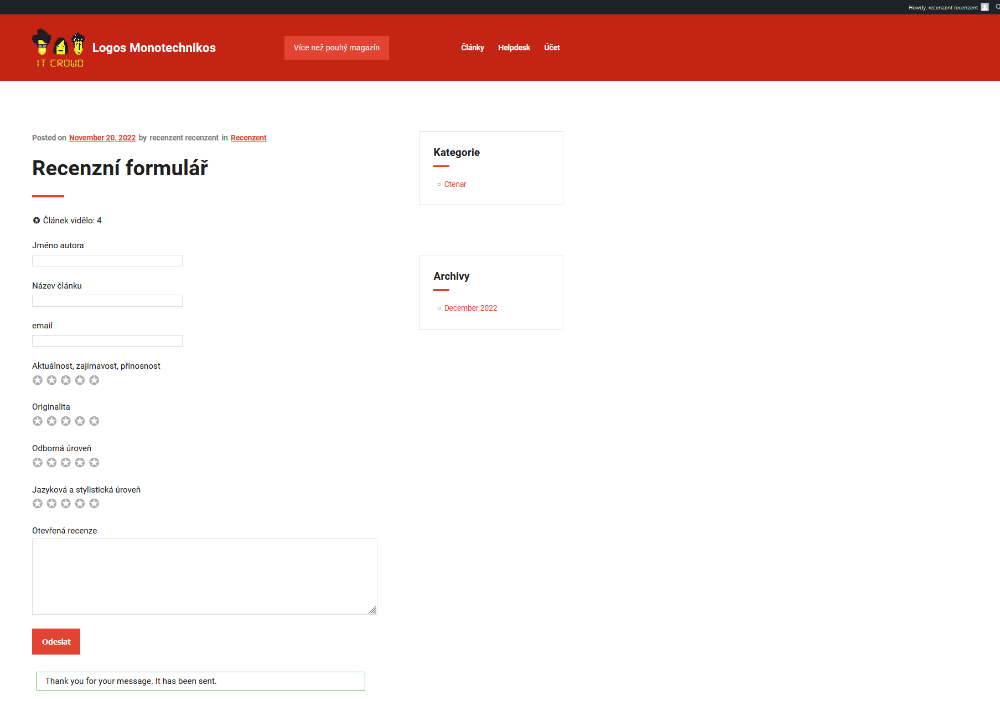 Howdy, recenzent recenzent
IT CROWD
Logos Monotechnikos
Více než pouhý magazín
Články Helpdesk Účet
Posted on November 20, 2022 by recenzent recenzent in Recenzent
Recenzní formulář
Článek vidělo: 4
Jméno autora
Název článku
email
Aktuálnost, zajímavost, přínosnost
Originalita
Odborná úroveň
Jazyková a stylistická úroveň
Otevřená recenze
Odeslat
Thank you for your message. It has been sent.
Kategorie
Ctenar
Archivy
December 2022